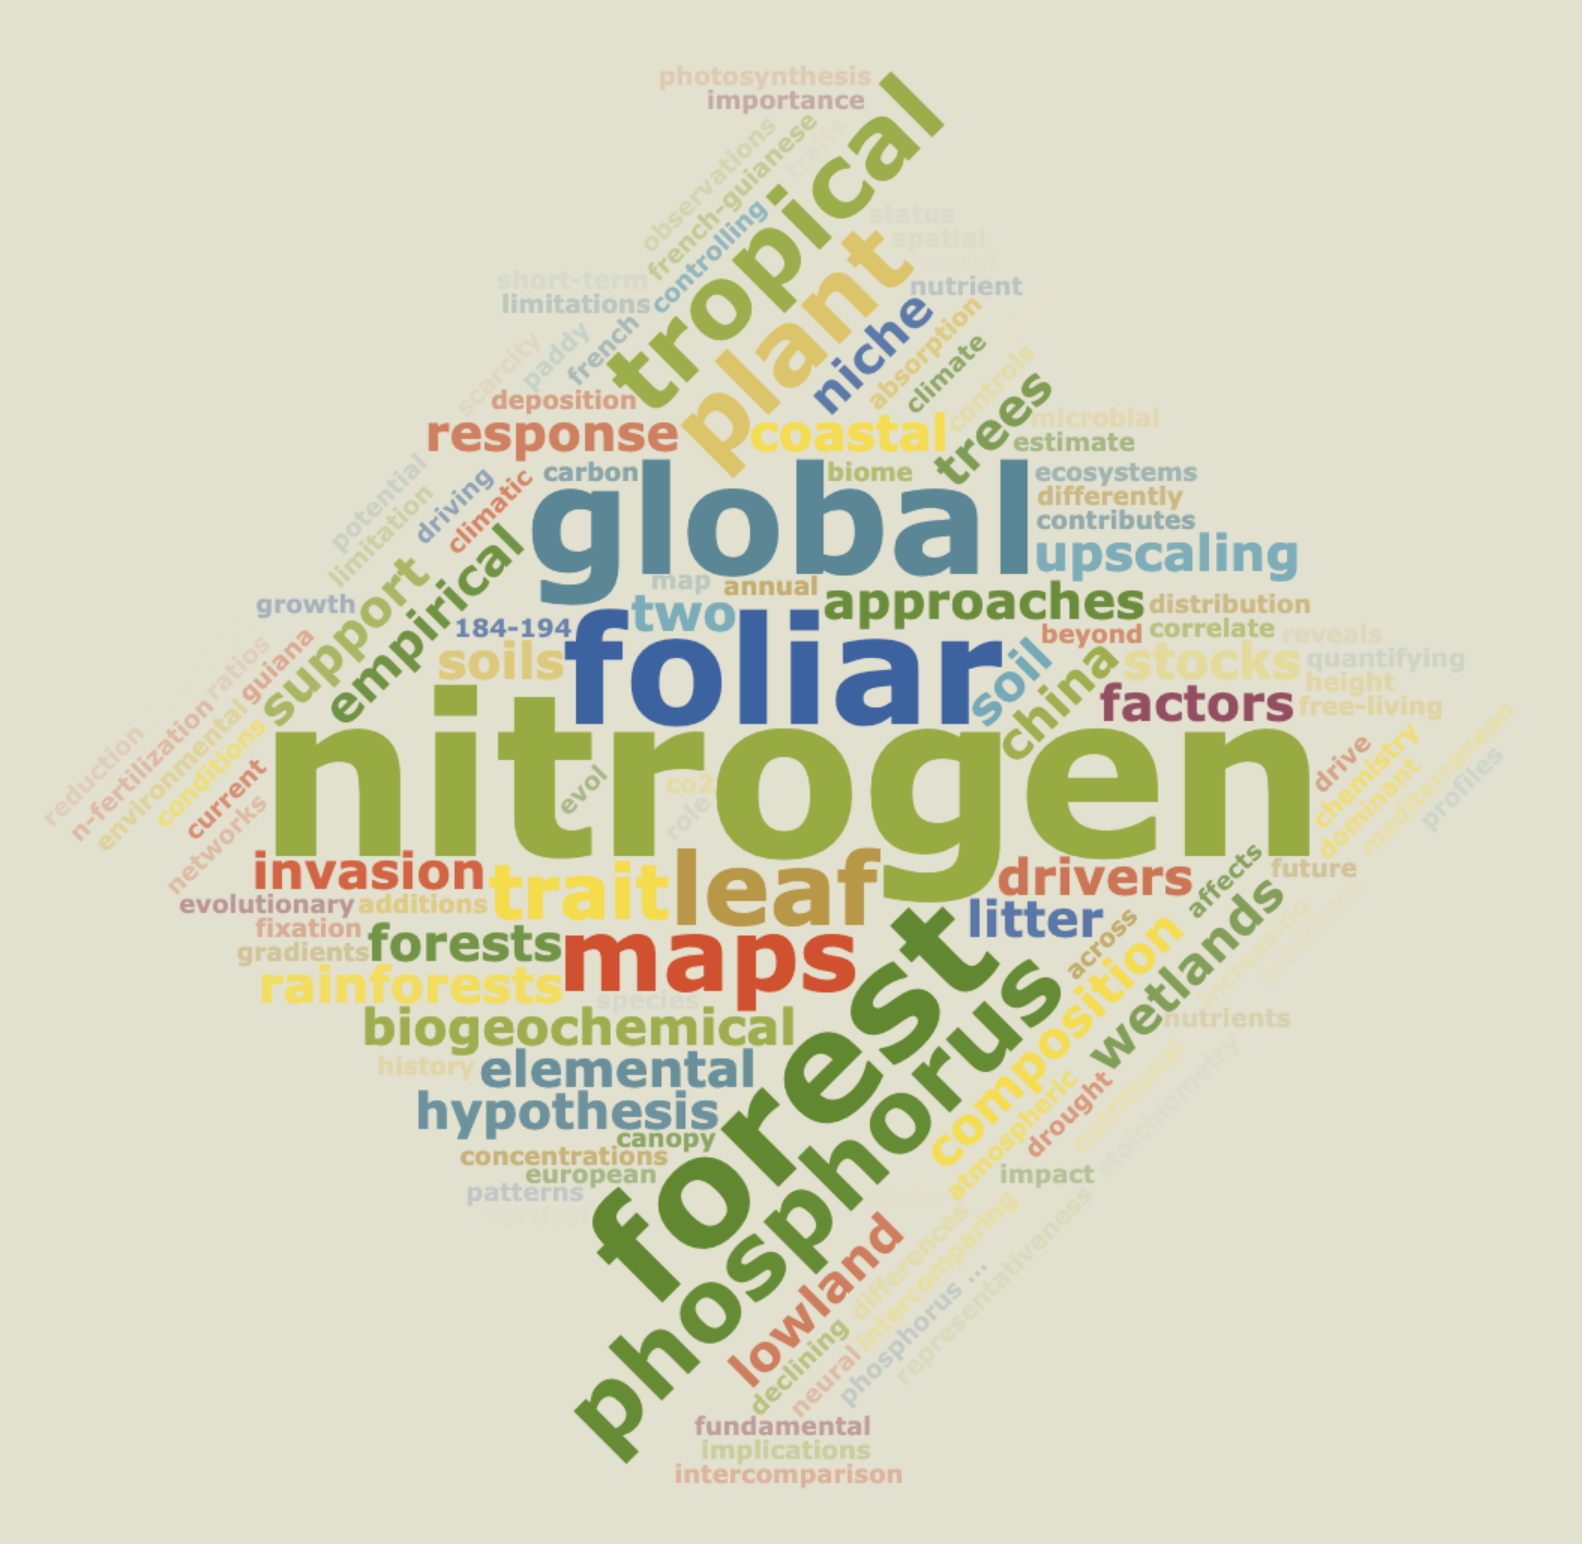 photosynthesis
importance
observations
french-guianese
traits
tropical
controlling
status
spatial
short-term
limitations
plant
nutrient
niche
absorption
climate
controls
scarcity
paddy
french
deposition
response
coastal
trees
microbial
estimate
potential
limitation
driving
climatic
carbon
global
biome
ecosystems
differently
contributes
upscaling
support
empirical
map
annual
two
approaches
distribution
growth
184-194
soils
foliar
beyond
correlate
reveals
soil
china
stocks
quantifying
height
factors
free-living
reduction
n-fertilization
ratios
guiana
environmental
conditions
current
networks
nitrogen
evol
co2
role
drive
chemistry
dominant
mediterranean
profiles
invasion
trait
leaf
drivers
future
affects
evolutionary
additions
litter
across
fixation
gradients
forests
maps
forest
composition
wetlands
increasing
rainforests
species
phosphorus
nutrients
biogeochemical
history
elemental
hypothesis
atmospheric
drought
nutritional
stoichiometry
canopy
concentrations
european
patterns
vertical
impact
lowland
differences
intercomparing
declining
neural
phosphorus ...
representativeness
fundamental
implications
intercomparison